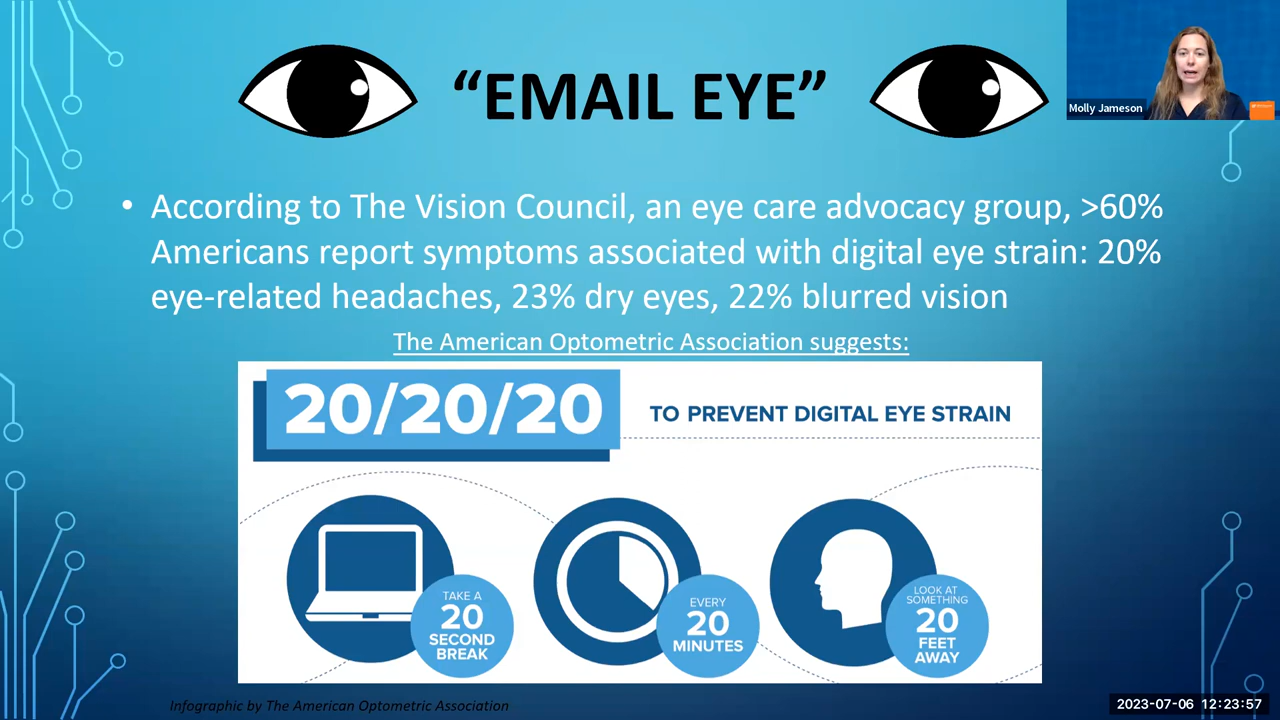 “EMAIL EYE”
Molly Jameson
• According to The Vision Council, an eye care advocacy group, >60%
Americans report symptoms associated with digital eye strain: 20%
eye-related headaches, 23% dry eyes, 22% blurred vision
The American Optometric Association suggests:
20/20/20
TO PREVENT DIGITAL EYE STRAIN
TAKE A
20
SECOND
BREAK
EVERY
20
MINUTES
LOOK AT
SOMETHING
20
FEET
AWAY
Infographic by The American Optometric Association
2023-07-06 12:23:57